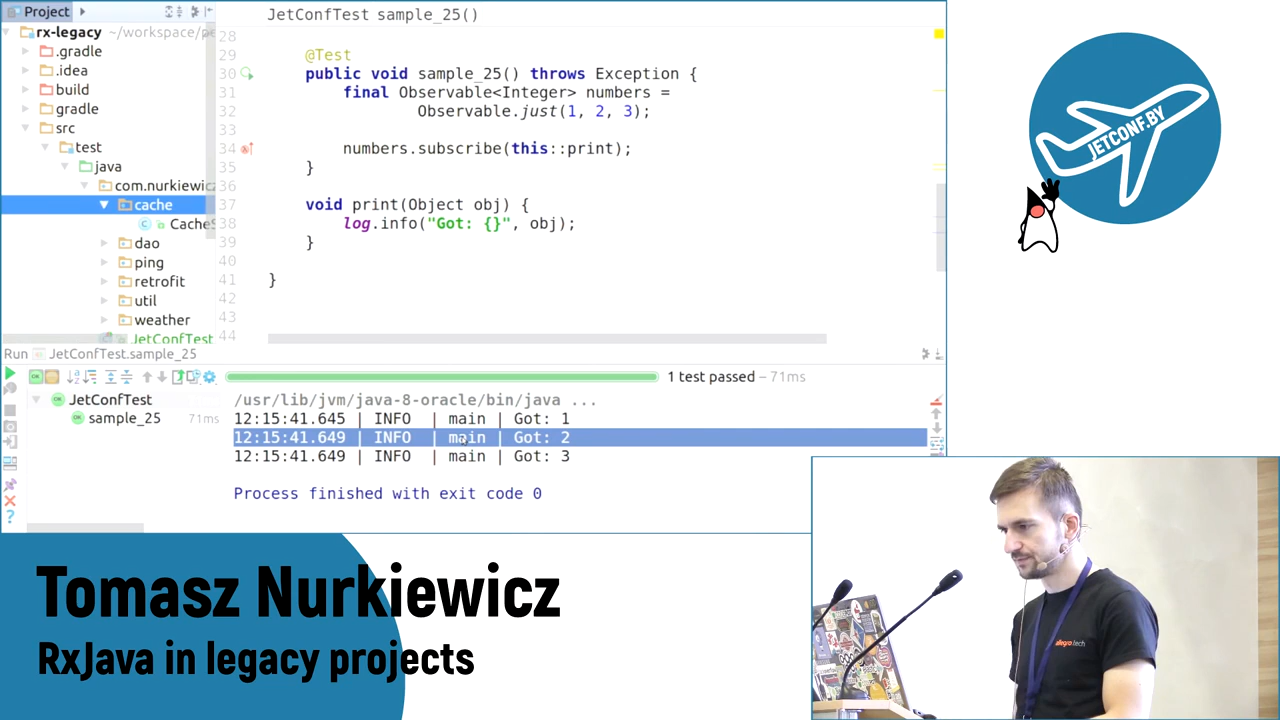 Project
JetConfTest sample_25()
rx-legacy ~/workspace/pe
.gradle
.idea
build
gradle
src
test
java
com.nurkiewicz
cache
CacheS
dao
ping
retrofit
util
weather
JetConfTest
28
29 @Test
30 public void sample_25() throws Exception {
31 final Observable<Integer> numbers =
32 Observable.just(1, 2, 3);
33
34 numbers.subscribe(this::print);
35 }
36
37 void print(Object obj) {
38 log.info("Got: {}", obj);
39 }
40
41 }
42
43
44
Run JetConfTest.sample_25
1 test passed – 71ms
JetConfTest
sample_25 71ms
/usr/lib/jvm/java-8-oracle/bin/java ...
12:15:41.645 | INFO | main | Got: 1
12:15:41.649 | INFO | main | Got: 2
12:15:41.649 | INFO | main | Got: 3
Process finished with exit code 0
JETCONF.BY
allegro.tech
Tomasz Nurkiewicz
RxJava in legacy projects